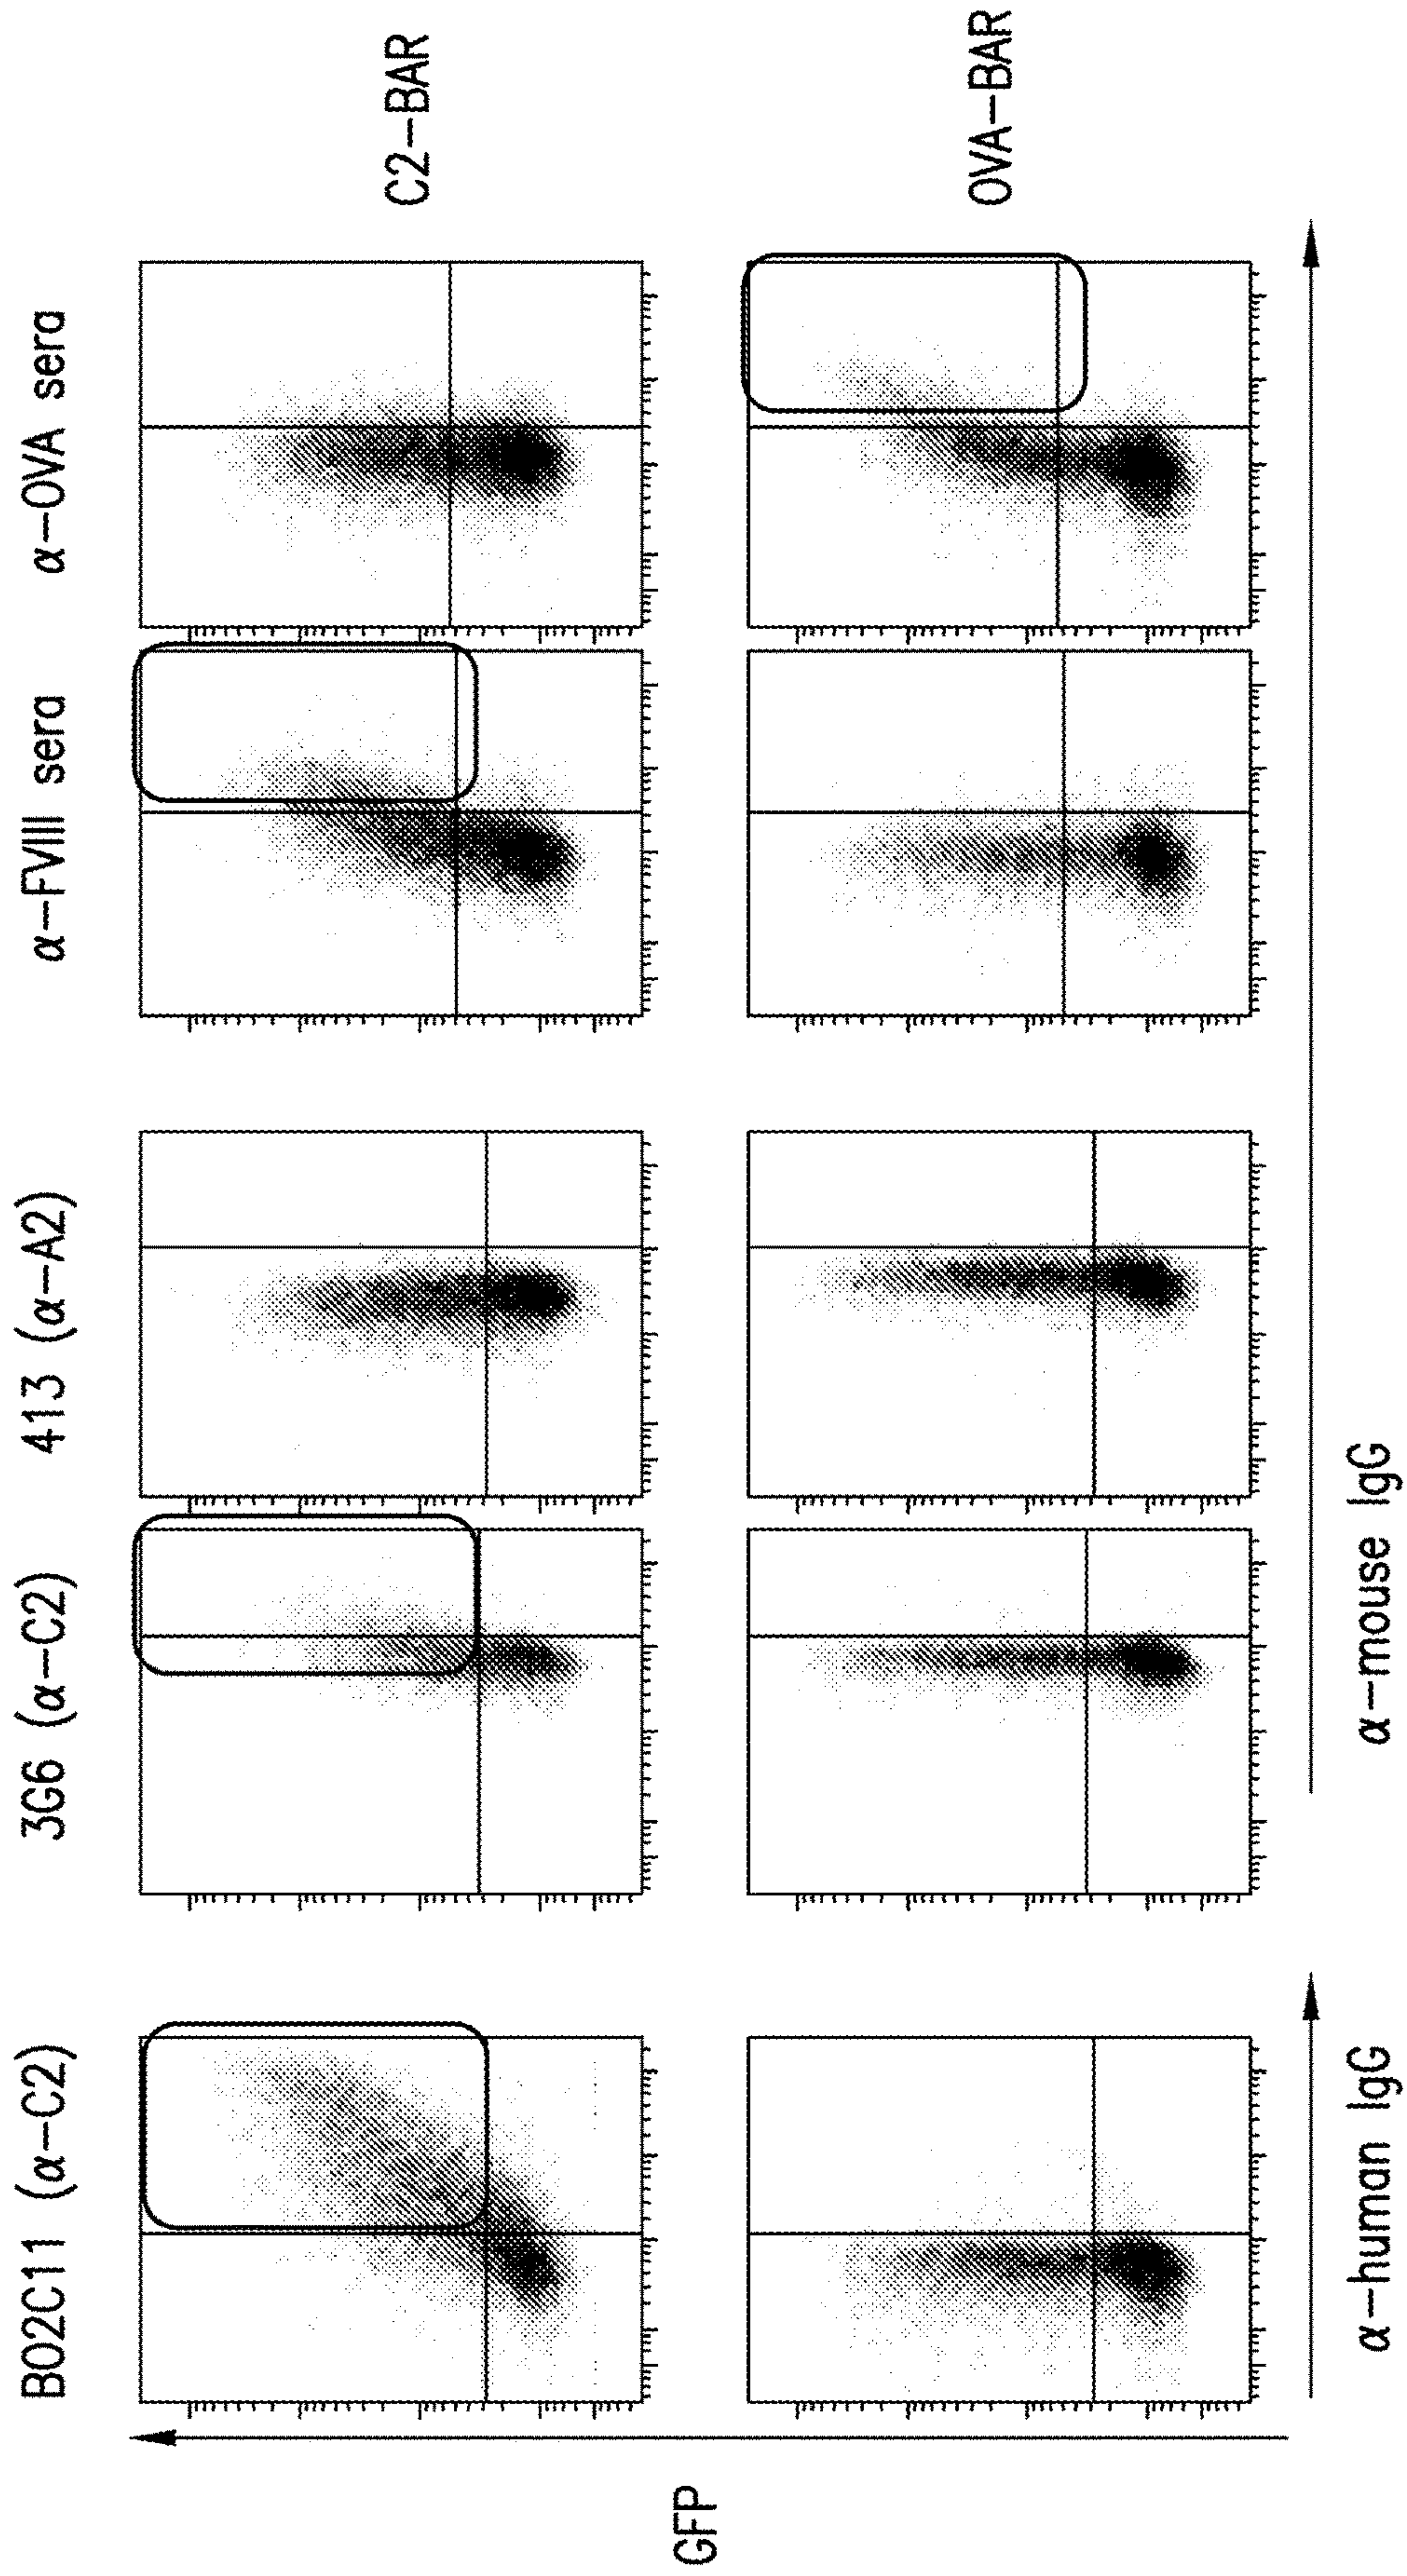 BO2C11 (α-C2)
3G6 (α-C2)
413 (α-A2)
α-FVIII sera
α-OVA sera
C2-BAR
OVA-BAR
GFP
α-human IgG
α-mouse IgG